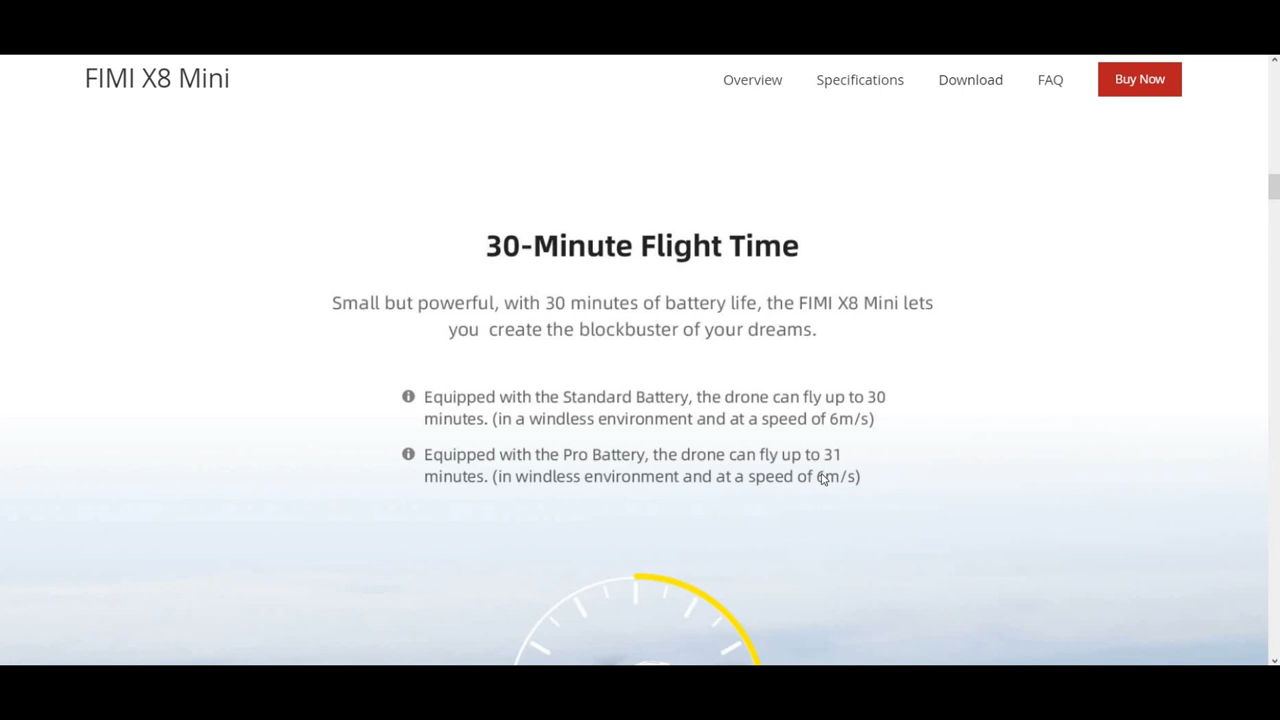 FIMI X8 Mini
Overview
Specifications
Download
FAQ
Buy Now
30-Minute Flight Time
Small but powerful, with 30 minutes of battery life, the FIMI X8 Mini lets
you create the blockbuster of your dreams.
Equipped with the Standard Battery, the drone can fly up to 30
minutes. (in a windless environment and at a speed of 6m/s)
Equipped with the Pro Battery, the drone can fly up to 31
minutes. (in windless environment and at a speed of 6m/s)